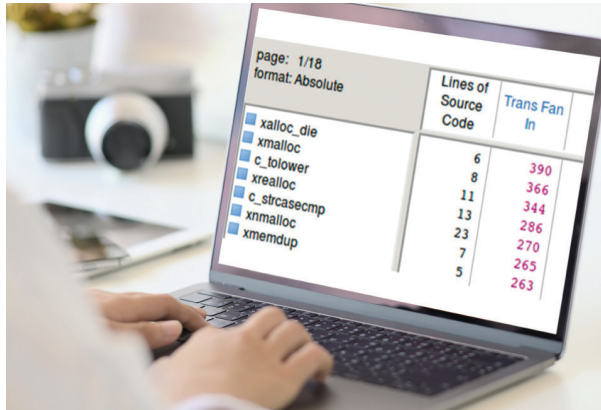 page: 1/18
format: Absolute
Lines of
Source
Code
Trans Fan
In
xalloc_die 6 390
xmalloc 8 366
c_tolower 11 344
xrealloc 13 286
c_strcasecmp 23 270
xnmalloc 7 265
xmemdup 5 263